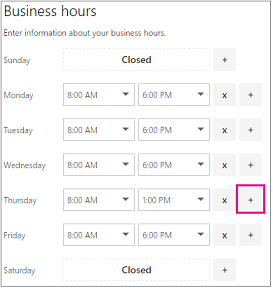 Business hours
Enter information about your business hours.
Sunday Closed +
Monday 8:00 AM 6:00 PM x +
Tuesday 8:00 AM 6:00 PM x +
Wednesday 8:00 AM 6:00 PM x +
Thursday 8:00 AM 1:00 PM x +
Friday 8:00 AM 6:00 PM x +
Saturday Closed +